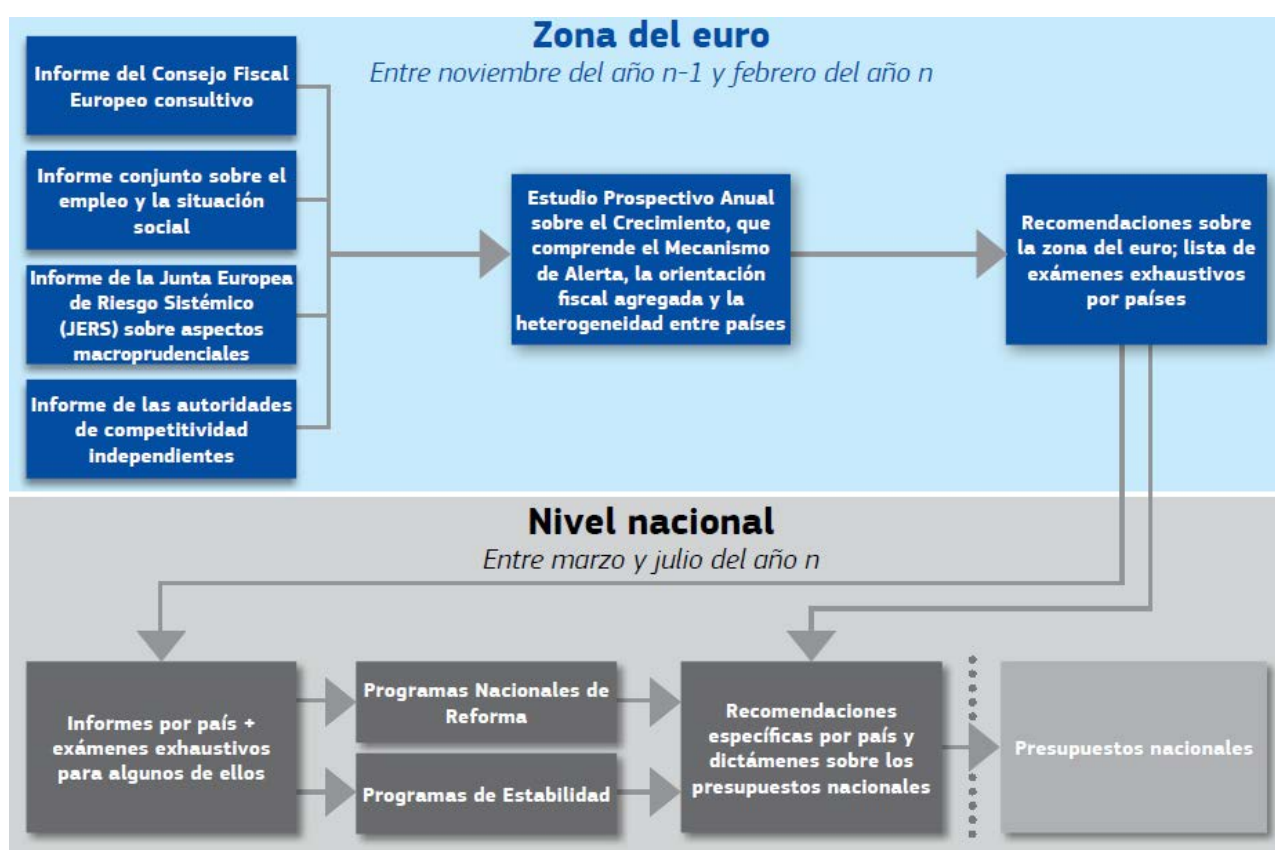 Zona del euro
Entre noviembre del año n-1 y febrero del año n
Informe del Consejo Fiscal
Europeo consultivo
Informe conjunto sobre el
empleo y la situación
social
Informe de la Junta Europea
de Riesgo Sistémico
(JERS) sobre aspectos
macroprudenciales
Informe de las autoridades
de competitividad
independientes
Estudio Prospectivo Anual
sobre el Crecimiento, que
comprende el Mecanismo
de Alerta, la orientación
fiscal agregada y la
heterogeneidad entre países
Recomendaciones sobre
la zona del euro; lista de
exámenes exhaustivos
por países
Nivel nacional
Entre marzo y julio del año n
Informes por país +
exámenes exhaustivos
para algunos de ellos
Programas Nacionales de
Reforma
Programas de Estabilidad
Recomendaciones
específicas por país y
dictámenes sobre los
presupuestos nacionales
Presupuestos nacionales